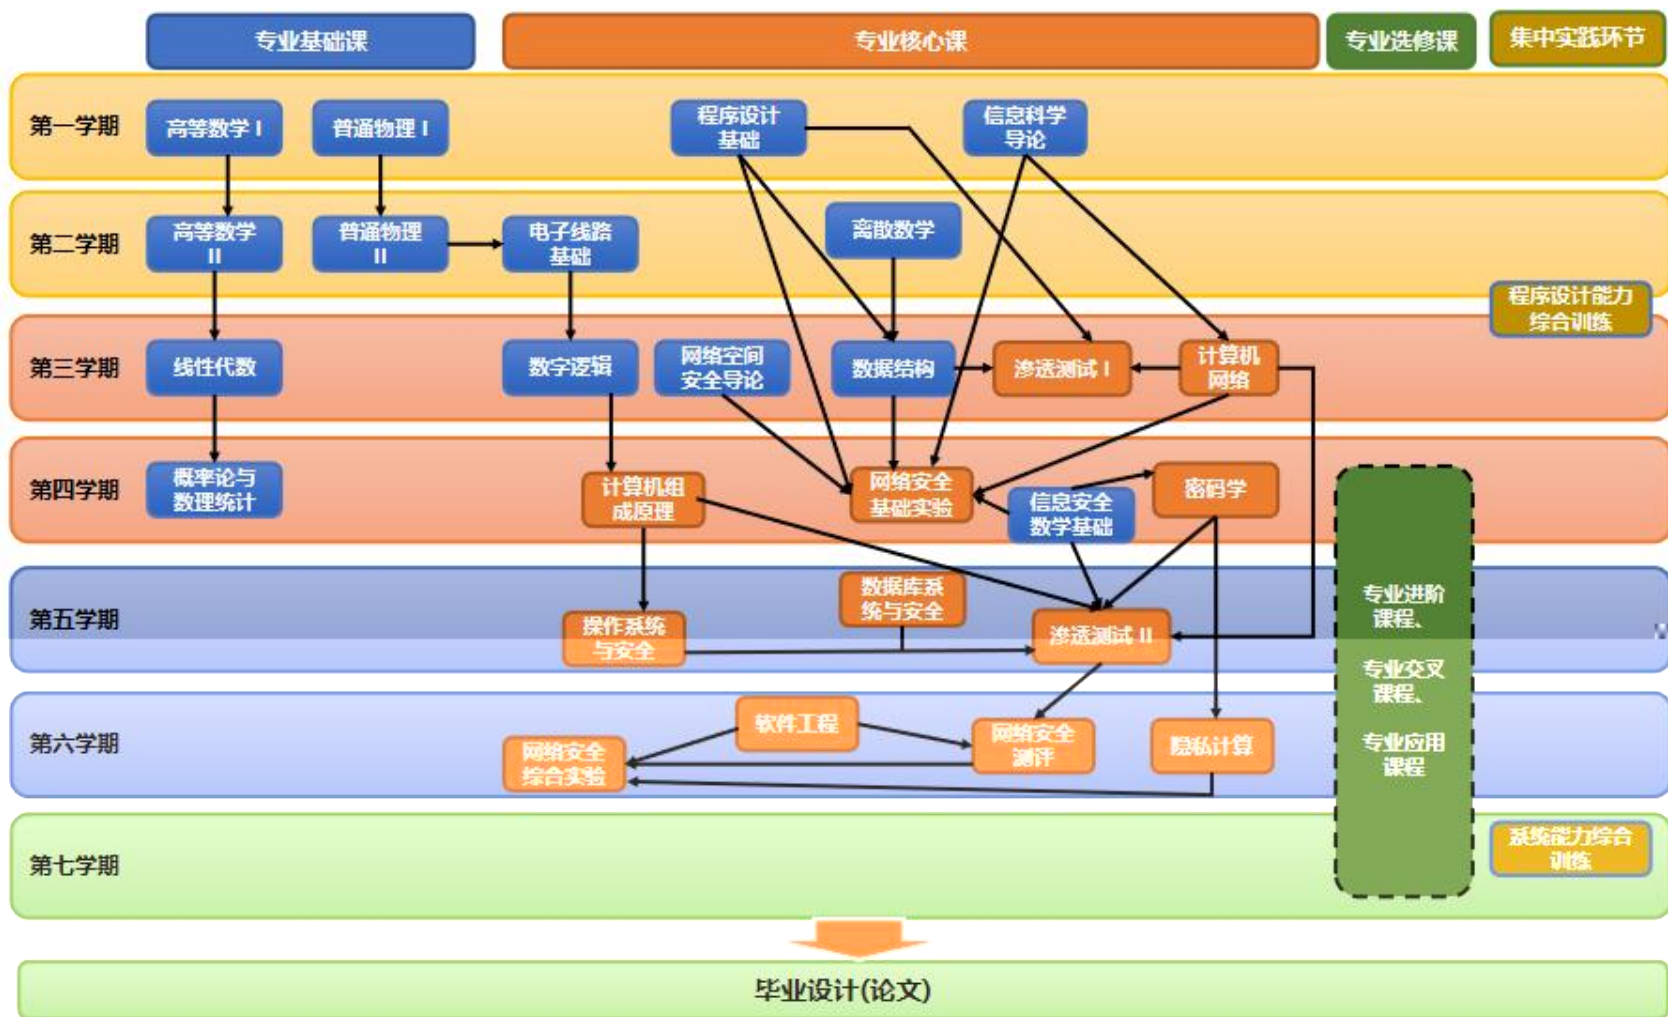 专业基础课
专业核心课
专业选修课
集中实践环节
第一学期
高等数学 I
普通物理 I
程序设计
基础
信息科学
导论
第二学期
高等数学
II
普通物理
II
电子线路
基础
离散数学
程序设计能力
综合训练
第三学期
线性代数
数字逻辑
网络空间
安全导论
数据结构
渗透测试 I
计算机
网络
第四学期
概率论与
数理统计
计算机组
成原理
网络安全
基础实验
信息安全
数学基础
密码学
第五学期
操作系统
与安全
数据库系
统与安全
渗透测试 II
专业进阶
课程、
专业交叉
课程、
专业应用
课程
第六学期
网络安全
综合实验
软件工程
网络安全
测评
隐私计算
第七学期
系统能力综合
训练
毕业设计(论文)